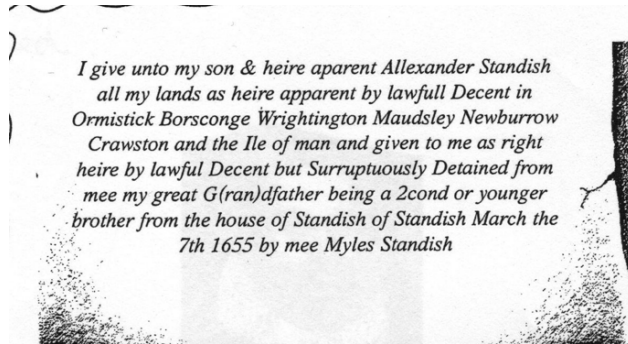 I give unto my son & heire aparent Allexander Standish
all my lands as heire apparent by lawfull Decent in
Ormistick Borsconge Wrightington Maudsley Newburrow
Crawston and the Ile of man and given to me as right
heire by lawful Decent but Surruptuously Detained from
mee my great G(ran)dfather being a 2cond or younger
brother from the house of Standish of Standish March the
7th 1655 by mee Myles Standish